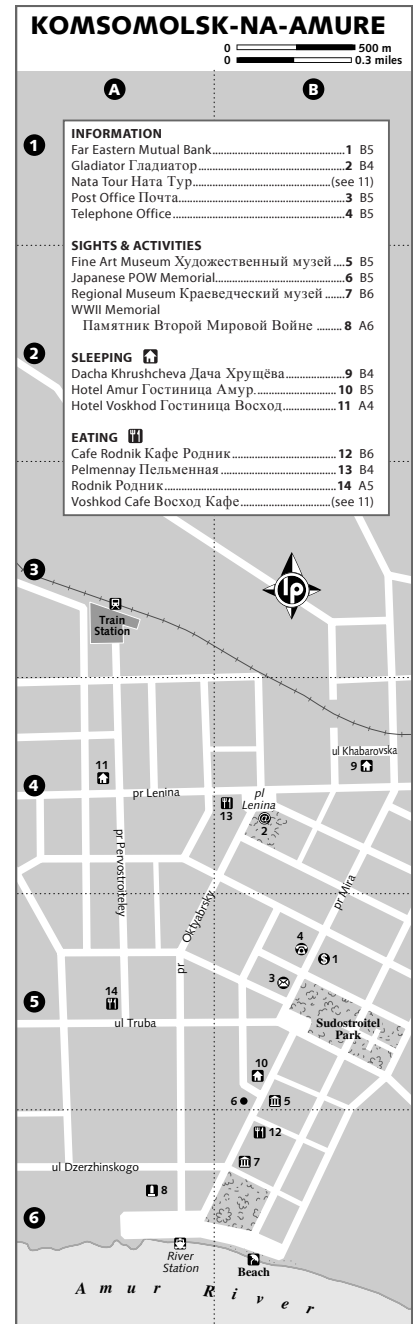 KOMSOMOLSK-NA-AMURE
0 500 m
0 0.3 miles
A B
1
INFORMATION
Far Eastern Mutual Bank 1 B5
Gladiator Гладиатор 2 B4
Nata Tour Ната Тур (see 11)
Post Office Почта 3 B5
Telephone Office 4 B5
SIGHTS & ACTIVITIES
Fine Art Museum Художественный музей 5 B5
Japanese POW Memorial 6 B5
Regional Museum Краеведческий музей 7 B6
WWII Memorial
Памятник Второй Мировой Войне 8 A6
2
SLEEPING
Dacha Khrushcheva Дача Хрущёва 9 B4
Hotel Amur Гостиница Амур. 10 B5
Hotel Voskhod Гостиница Восход 11 A4
EATING
Cafe Rodnik Кафе Родник 12 B6
Pelmennay Пельменная 13 B4
Rodnik Родник 14 A5
Voshkod Cafe Восход Кафе (see 11)
3
lp
Train
Station
ul Khabarovska
11
9
4
pr Lenina
pl
Lenina
13
2
pr Pervostroiteley
pr Mira
pr Oktyabrsky
4
1
3
5
14
ul Truba
Sudostroitel
Park
10
6
5
12
ul Dzerzhinskogo
7
8
6
River
Station
Beach
Amur River